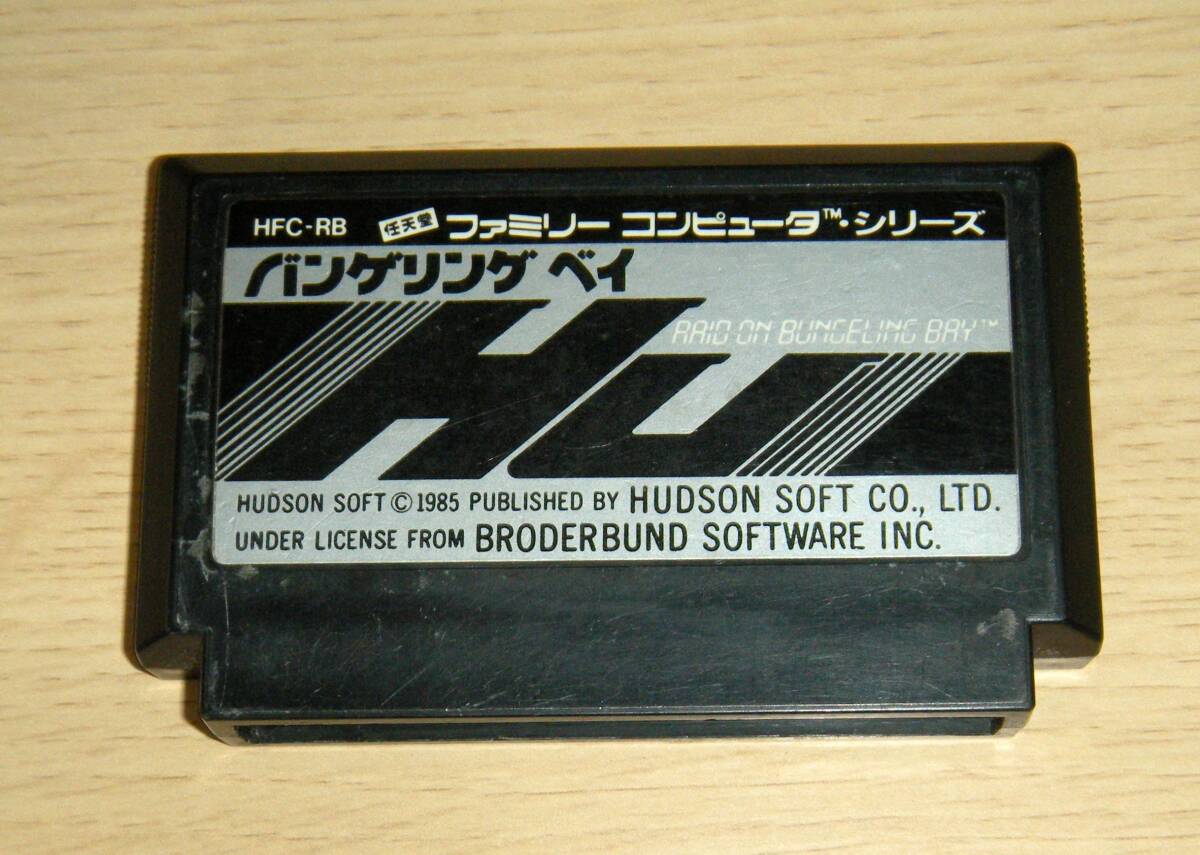 HFC-RB 任天堂 ファミリー コンピュータ™・シリーズ
バンゲリング ベイ
RAID ON BUNGELING BAY™
HU
HUDSON SOFT © 1985 PUBLISHED BY HUDSON SOFT CO., LTD.
UNDER LICENSE FROM BRODERBUND SOFTWARE INC.